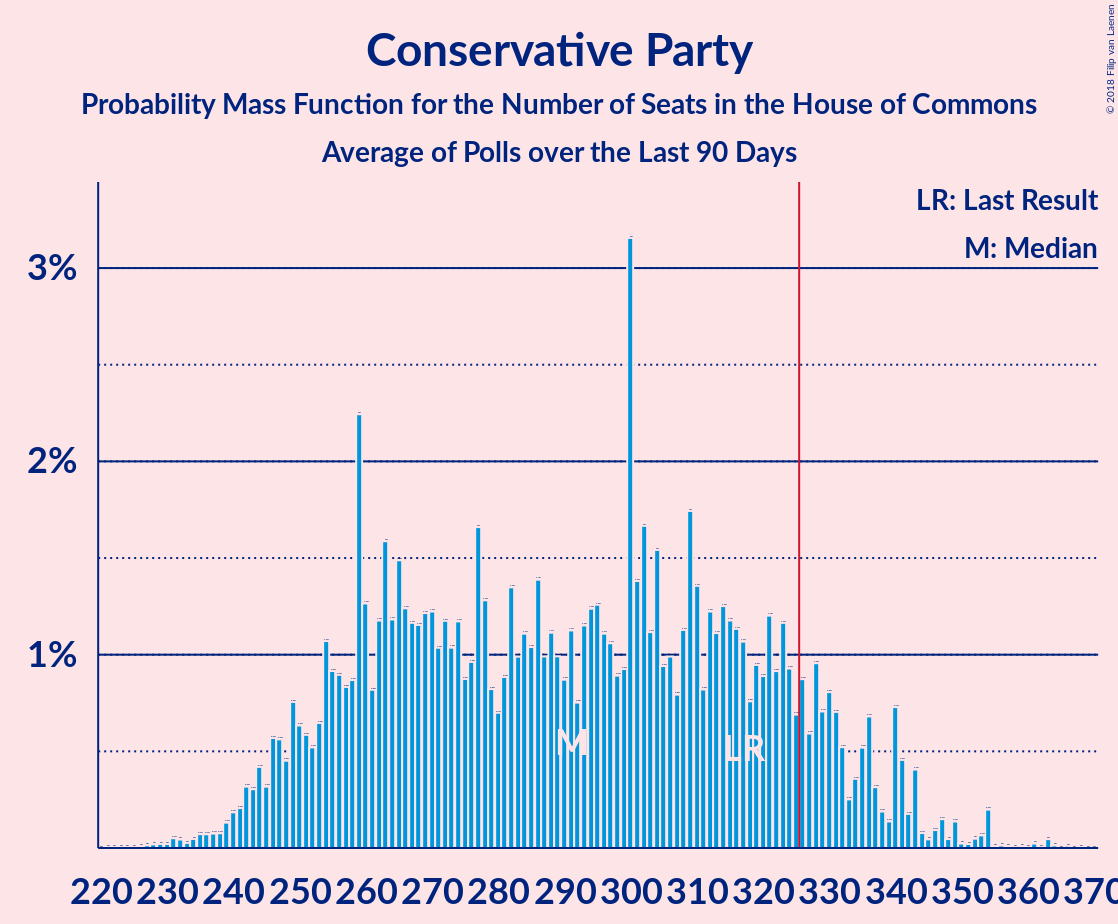 Conservative Party
Probability Mass Function for the Number of Seats in the House of Commons
Average of Polls over the Last 90 Days
© 2018 Filip van Laenen
LR: Last Result
M: Median
3%
2%
1%
M
LR
220 230 240 250 260 270 280 290 300 310 320 330 340 350 360 370